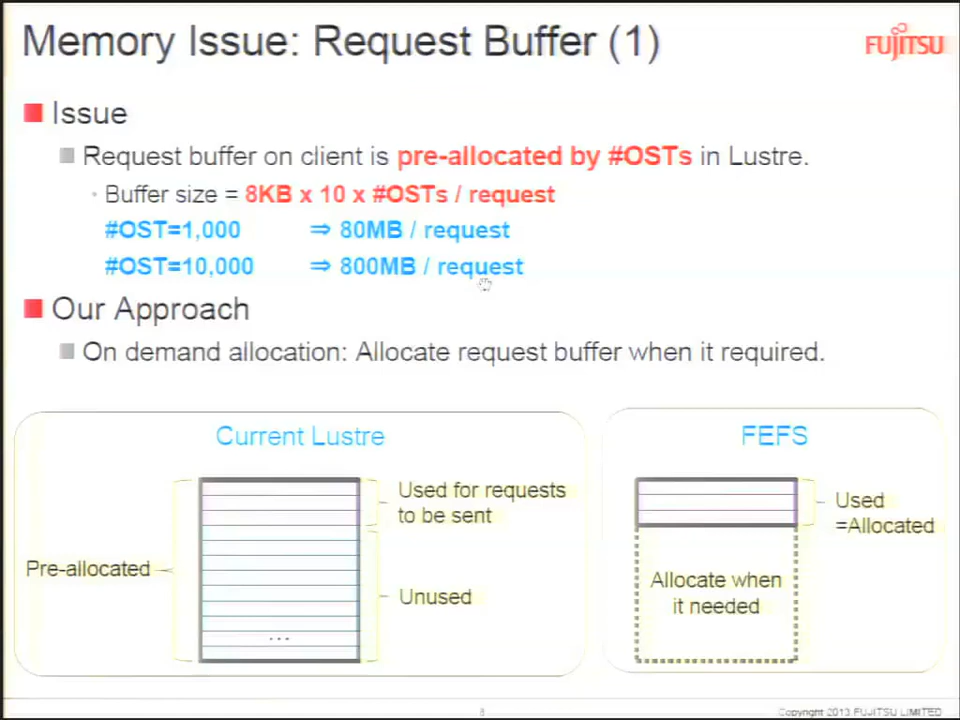 Memory Issue: Request Buffer (1)
FUJITSU
Issue
Request buffer on client is pre-allocated by #OSTs in Lustre.
Buffer size = 8KB x 10 x #OSTs / request
#OST=1,000 ⇒ 80MB / request
#OST=10,000 ⇒ 800MB / request
Our Approach
On demand allocation: Allocate request buffer when it required.
Current Lustre
Pre-allocated
Used for requests
to be sent
Unused
...
FEFS
Used
=Allocated
Allocate when
it needed
8
Copyright 2013 FUJITSU LIMITED